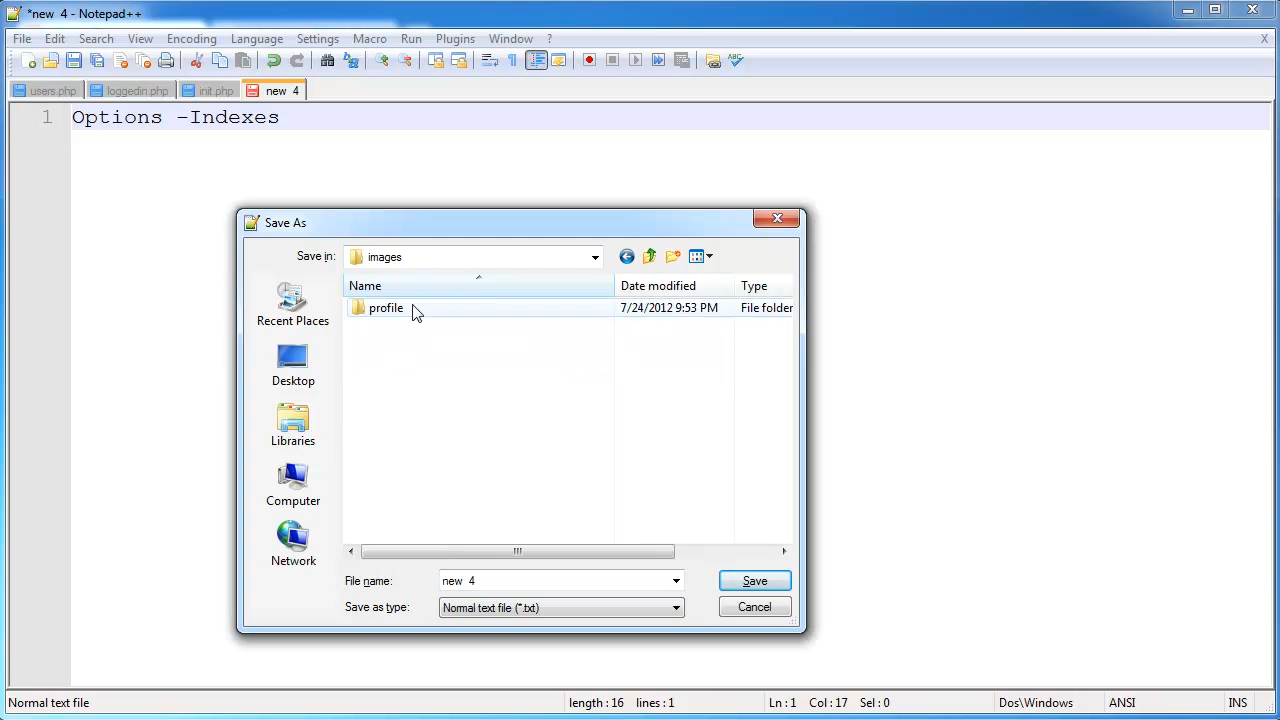 *new  4 - Notepad++
File Edit Search View Encoding Language Settings Macro Run Plugins Window ? X
users.php loggedin.php init.php new  4
1 Options -Indexes
Save As
Save in: images
Name Date modified Type
profile 7/24/2012 9:53 PM File folder
Recent Places
Desktop
Libraries
Computer
Network
File name: new  4 Save
Save as type: Normal text file (*.txt) Cancel
Normal text file length : 16 lines : 1 Ln : 1 Col : 17 Sel : 0 Dos\Windows ANSI INS